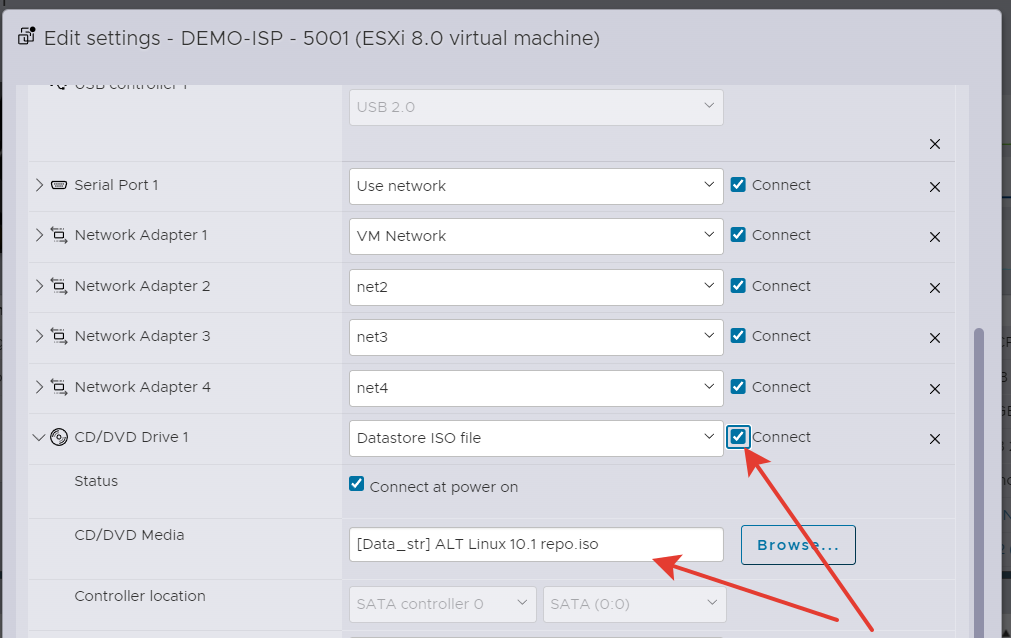 Edit settings - DEMO-ISP - 5001 (ESXi 8.0 virtual machine)
USB controller 1
USB 2.0
Serial Port 1 Use network Connect
Network Adapter 1 VM Network Connect
Network Adapter 2 net2 Connect
Network Adapter 3 net3 Connect
Network Adapter 4 net4 Connect
CD/DVD Drive 1 Datastore ISO file Connect
Status Connect at power on
CD/DVD Media [Data_str] ALT Linux 10.1 repo.iso Browse...
Controller location SATA controller 0 SATA (0:0)